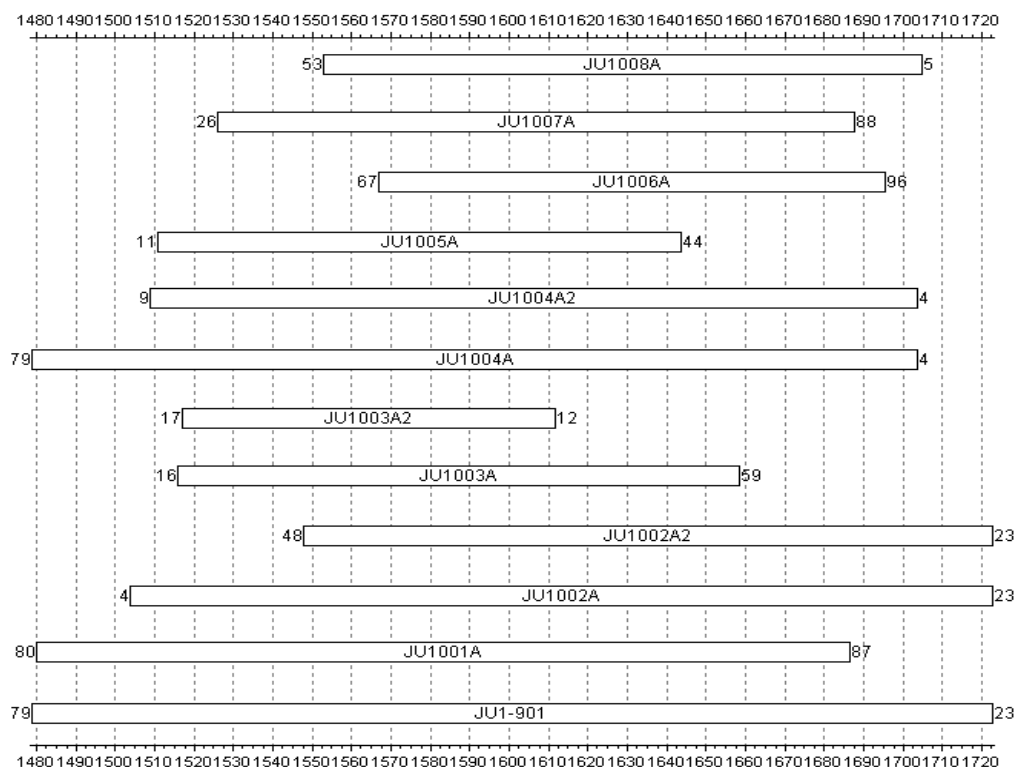 1480 1490 1500 1510 1520 1530 1540 1550 1560 1570 1580 1590 1600 1610 1620 1630 1640 1650 1660 1670 1680 1690 1700 1710 1720
53 JU1008A 5
26 JU1007A 88
67 JU1006A 96
11 JU1005A 44
9 JU1004A2 4
79 JU1004A 4
17 JU1003A2 12
16 JU1003A 59
48 JU1002A2 23
4 JU1002A 23
80 JU1001A 87
79 JU1-901 23
1480 1490 1500 1510 1520 1530 1540 1550 1560 1570 1580 1590 1600 1610 1620 1630 1640 1650 1660 1670 1680 1690 1700 1710 1720